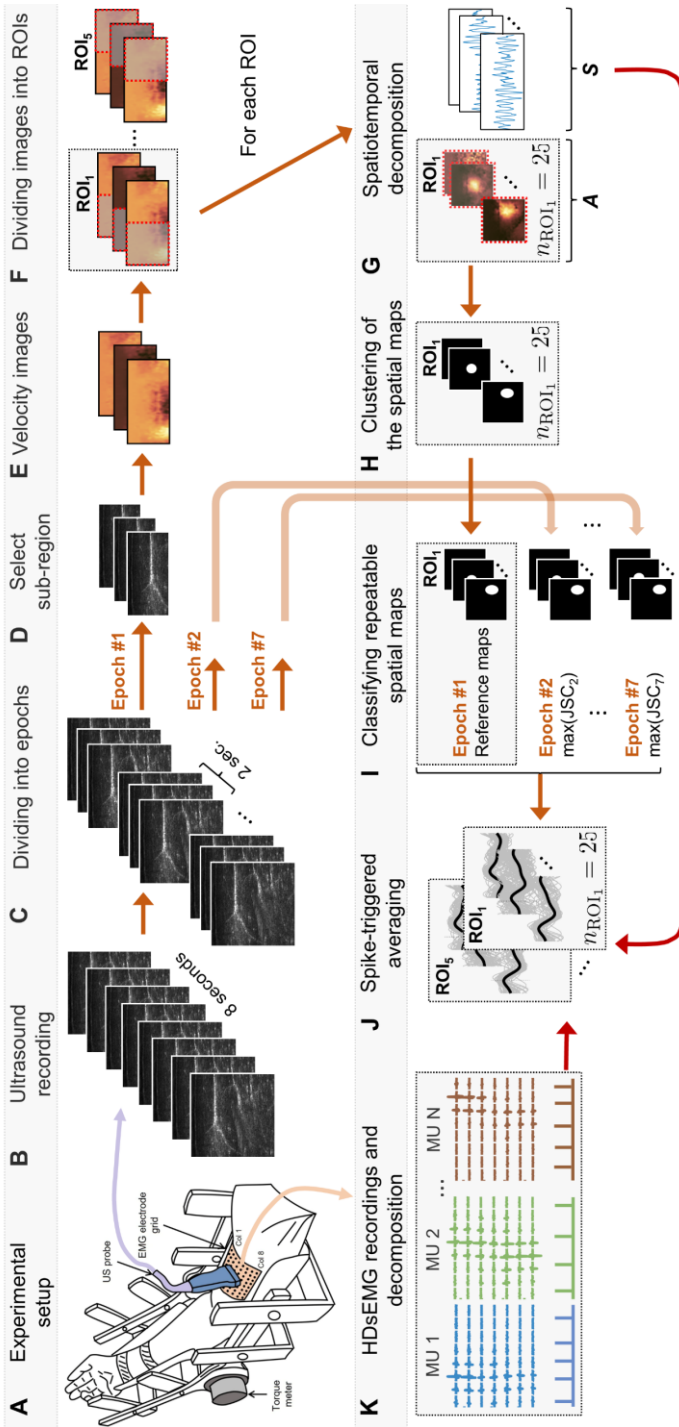 A
Experimental
setup
US probe
EMG electrode
grid
Col 1
Col 8
Torque
meter
B
Ultrasound
recording
8 seconds
C
Dividing into epochs
2 sec.
...
Epoch #1
Epoch #2
Epoch #7
D
Select
sub-region
E
Velocity images
F
Dividing images into ROIs
ROI₁
...
ROI₅
For each ROI
K
HDsEMG recordings and
decomposition
MU 1
MU 2
...
MU N
J
Spike-triggered
averaging
ROI₅
ROI₁
...
n_ROI₁ = 25
...
I
Classifying repeatable
spatial maps
Epoch #1
Reference maps
ROI₁
...
Epoch #2
max(JSC₂)
...
...
...
Epoch #7
max(JSC₇)
...
H
Clustering of
the spatial maps
ROI₁
...
n_ROI₁ = 25
G
Spatiotemporal
decomposition
ROI₁
...
n_ROI₁ = 25
...
A
S